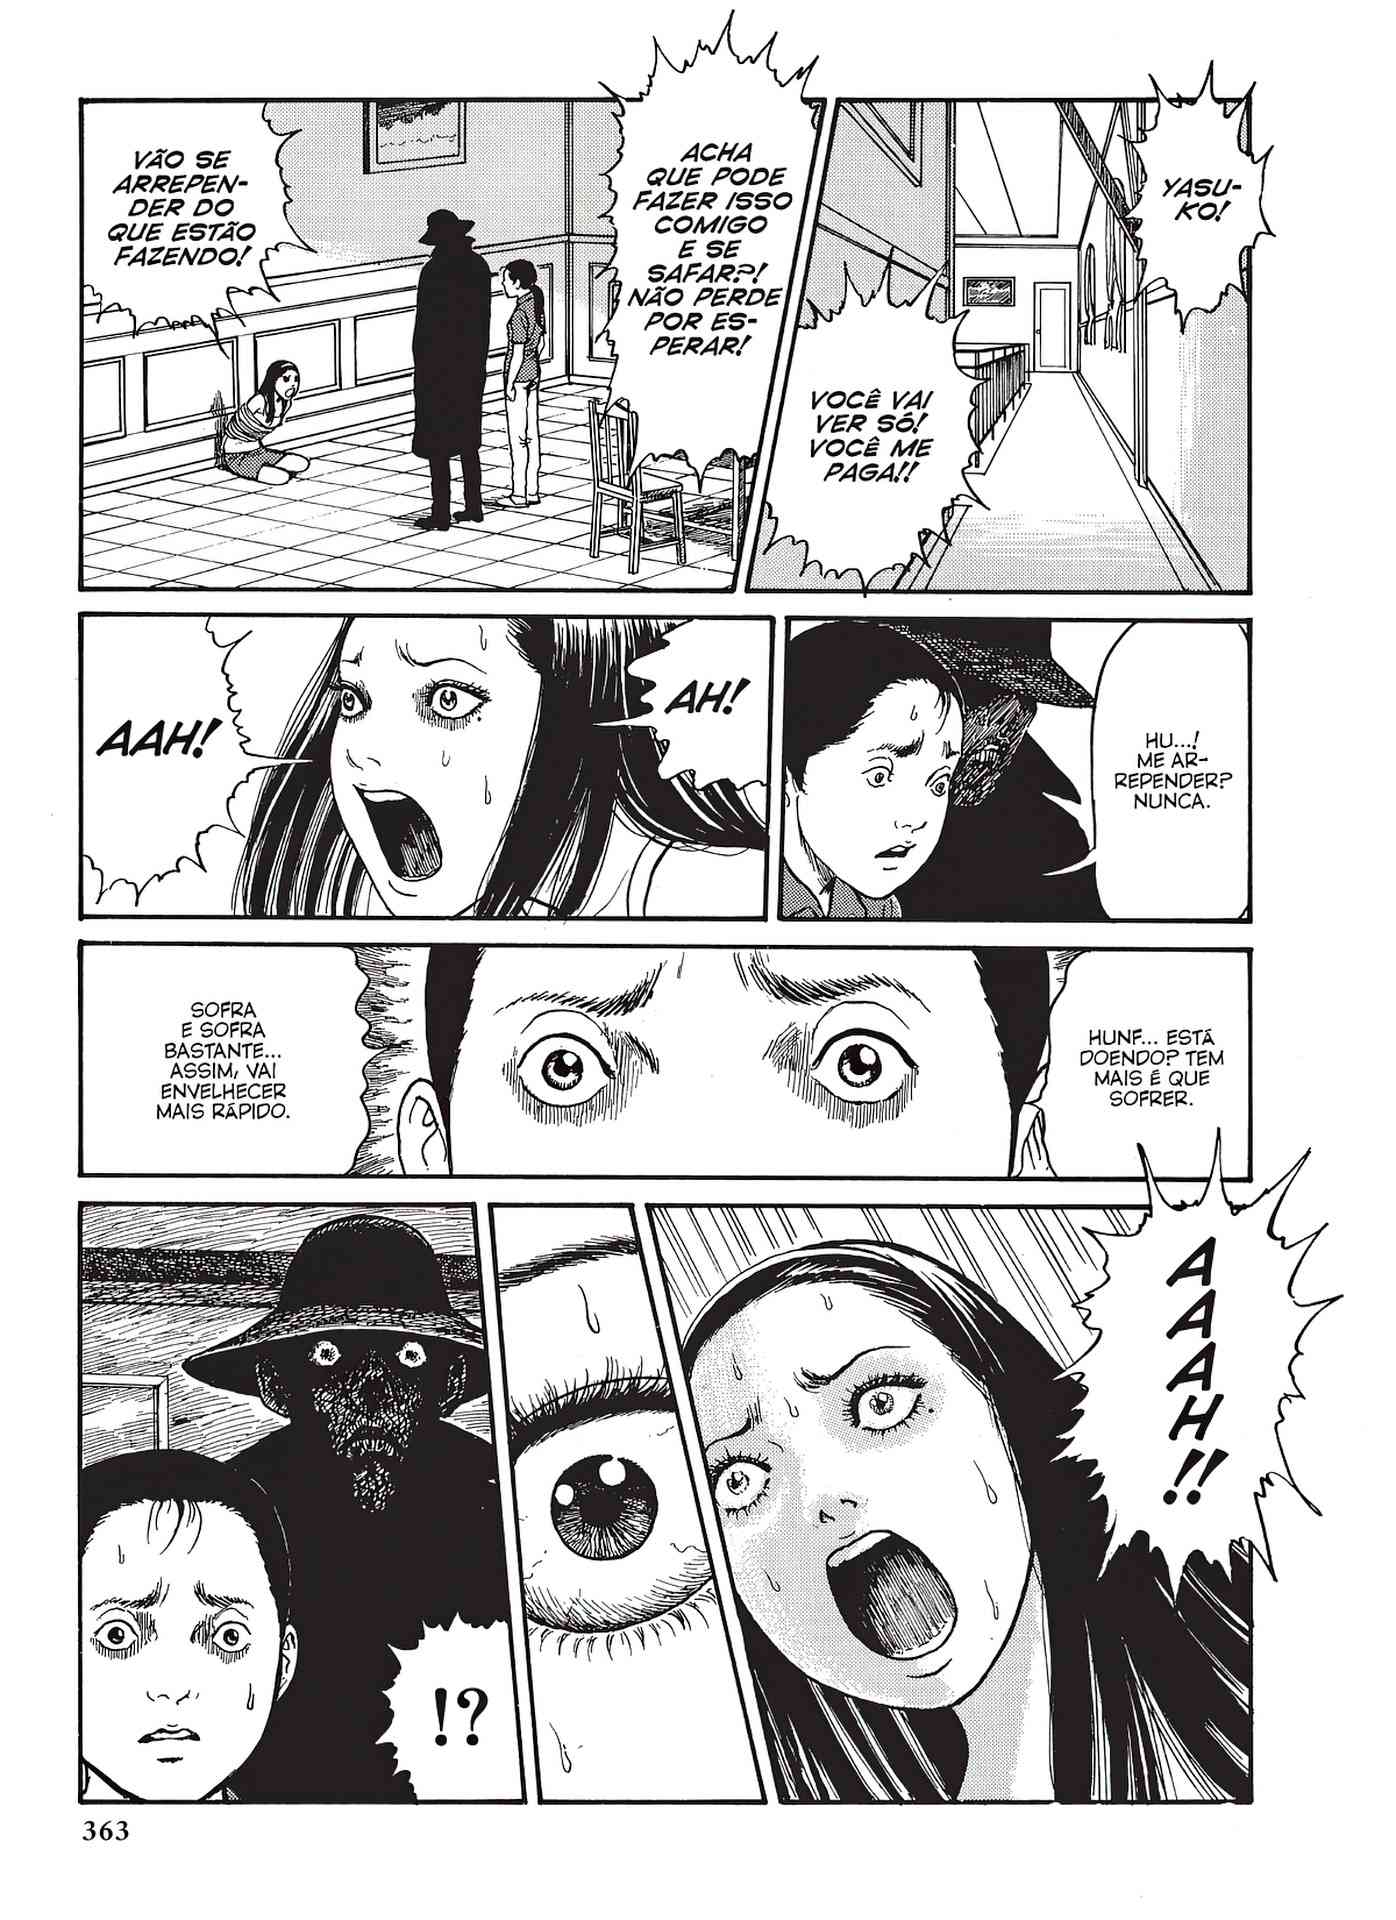 YASU-
KO!
VOCÊ VAI
VER SÓ!
VOCÊ ME
PAGA!!
ACHA
QUE PODE
FAZER ISSO
COMIGO
E SE
SAFAR?!
NÃO PERDE
POR ES-
PERAR!
VÃO SE
ARREPEN-
DER DO
QUE ESTÃO
FAZENDO!
HU...!
ME AR-
REPENDER?
NUNCA.
AH!
AAH!
HUNF... ESTÁ
DOENDO? TEM
MAIS É QUE
SOFRER.
SOFRA
E SOFRA
BASTANTE...
ASSIM, VAI
ENVELHECER
MAIS RÁPIDO.
AAAH!!
!?
363